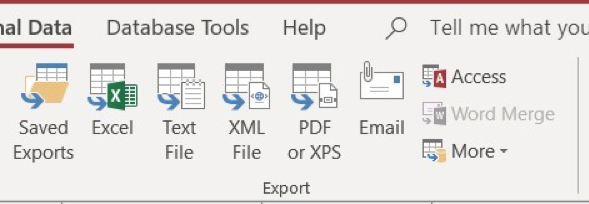 nal Data Database Tools Help Tell me what you
Saved Exports
Excel
Text File
XML File
PDF or XPS
Email
Access
Word Merge
More
Export